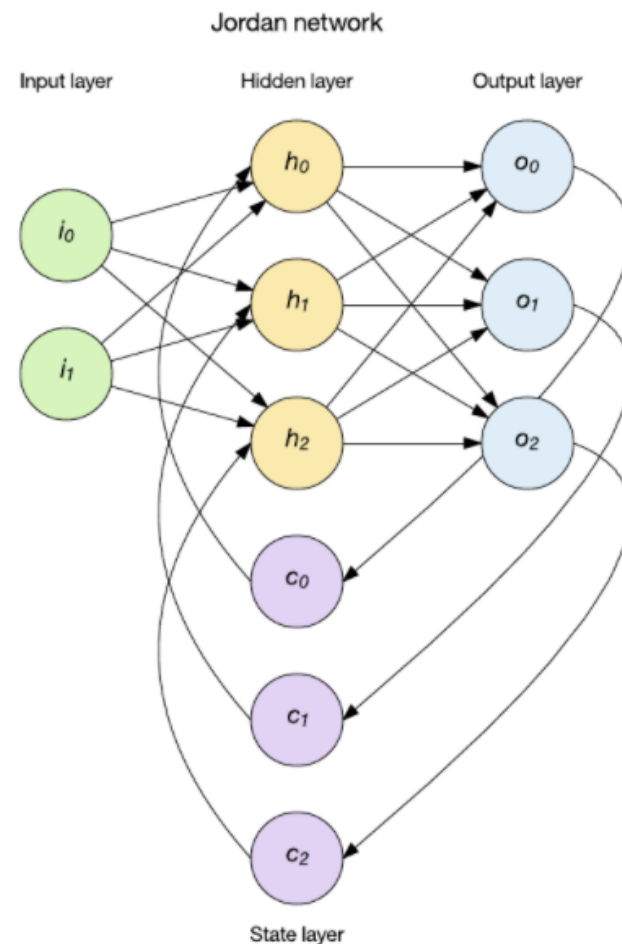 Jordan network
Input layer
Hidden layer
Output layer
h0
o0
i0
h1
o1
i1
h2
o2
c0
c1
c2
State layer